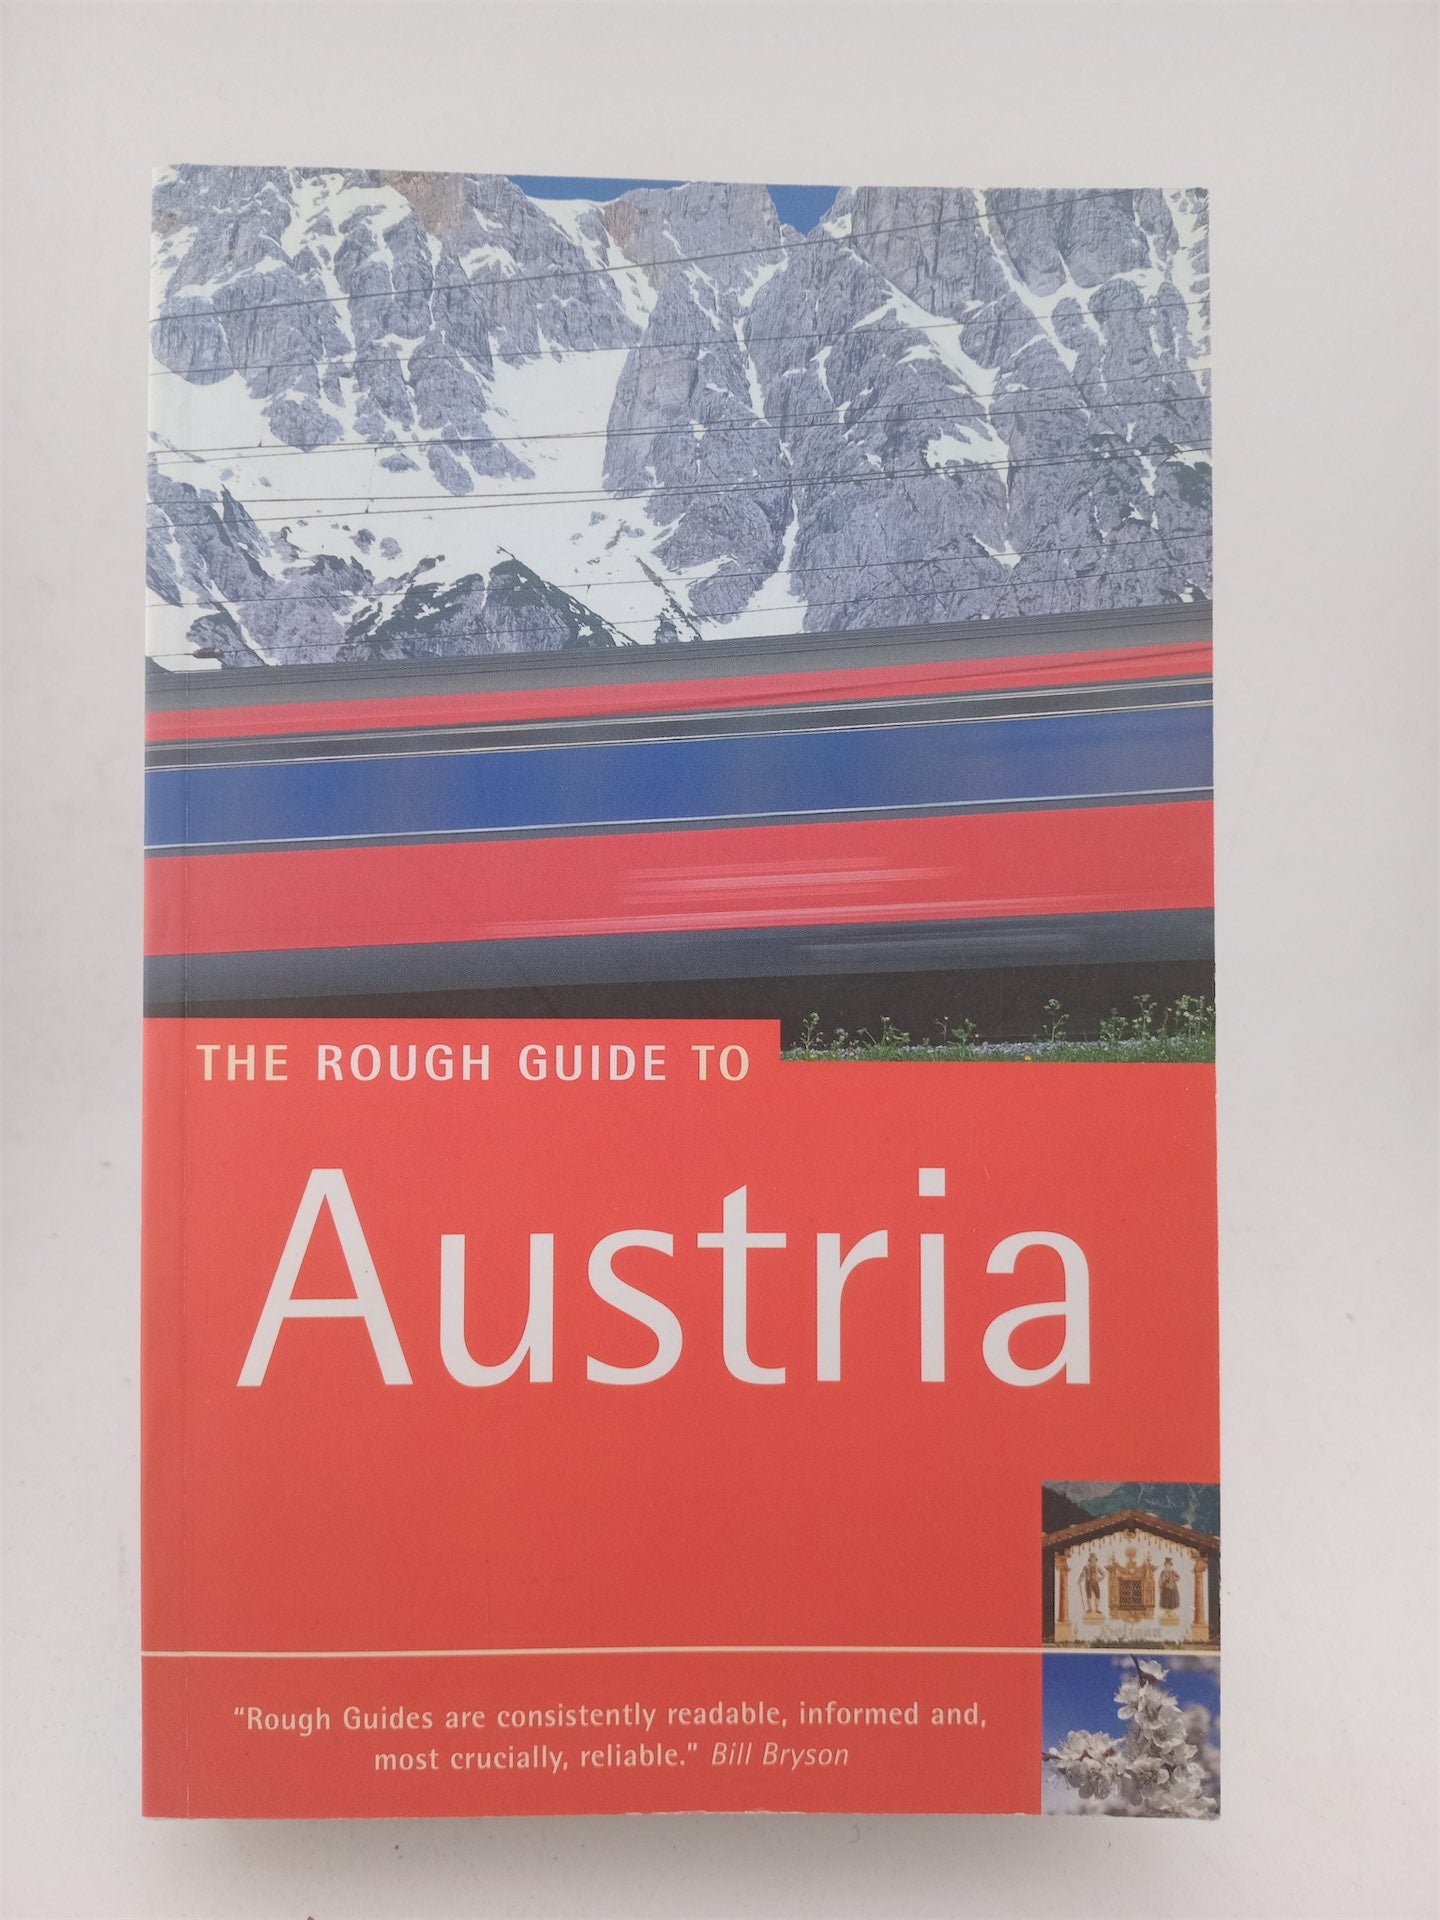 THE ROUGH GUIDE TO
Austria
“Rough Guides are consistently readable, informed and,
most crucially, reliable.” Bill Bryson